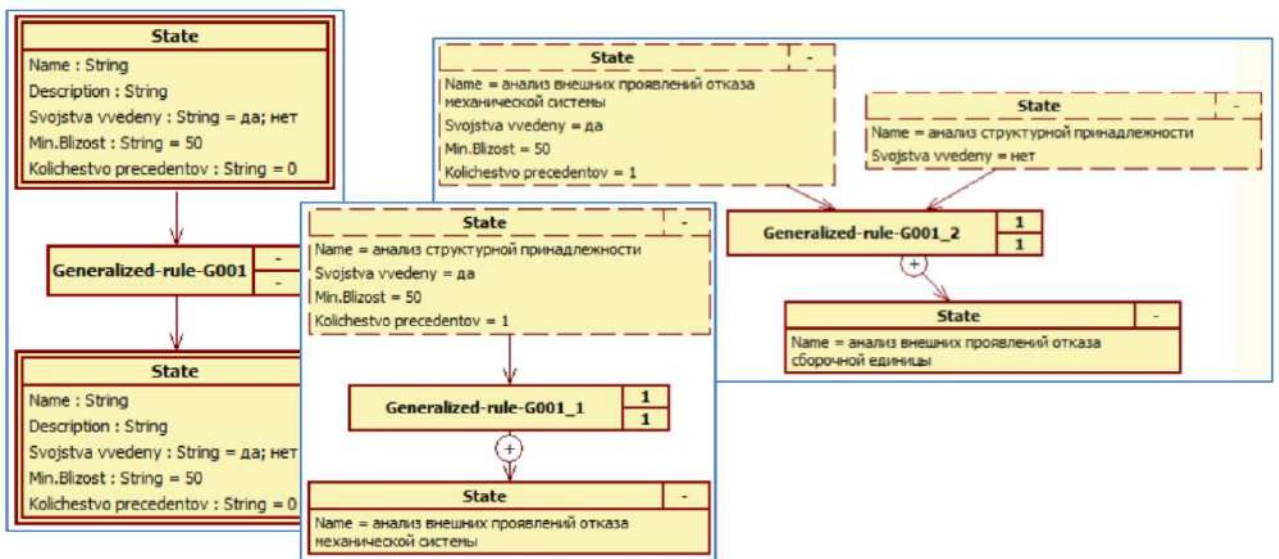 State
Name : String
Description : String
Svojstva vvedeny : String = да; нет
Min.Blizost : String = 50
Kolichestvo precedentov : String = 0
Generalized-rule-G001
-
-
State
Name : String
Description : String
Svojstva vvedeny : String = да; нет
Min.Blizost : String = 50
Kolichestvo precedentov : String = 0
State -
Name = анализ структурной принадлежности
Svojstva vvedeny = да
Min.Blizost = 50
Kolichestvo precedentov = 1
Generalized-rule-G001_1
1
1
+
State -
Name = анализ внешних проявлений отказа
механической системы
State -
Name = анализ внешних проявлений отказа
механической системы
Svojstva vvedeny = да
Min.Blizost = 50
Kolichestvo precedentov = 1
State -
Name = анализ структурной принадлежности
Svojstva vvedeny = нет
Generalized-rule-G001_2
1
1
+
State -
Name = анализ внешних проявлений отказа
сборочной единицы